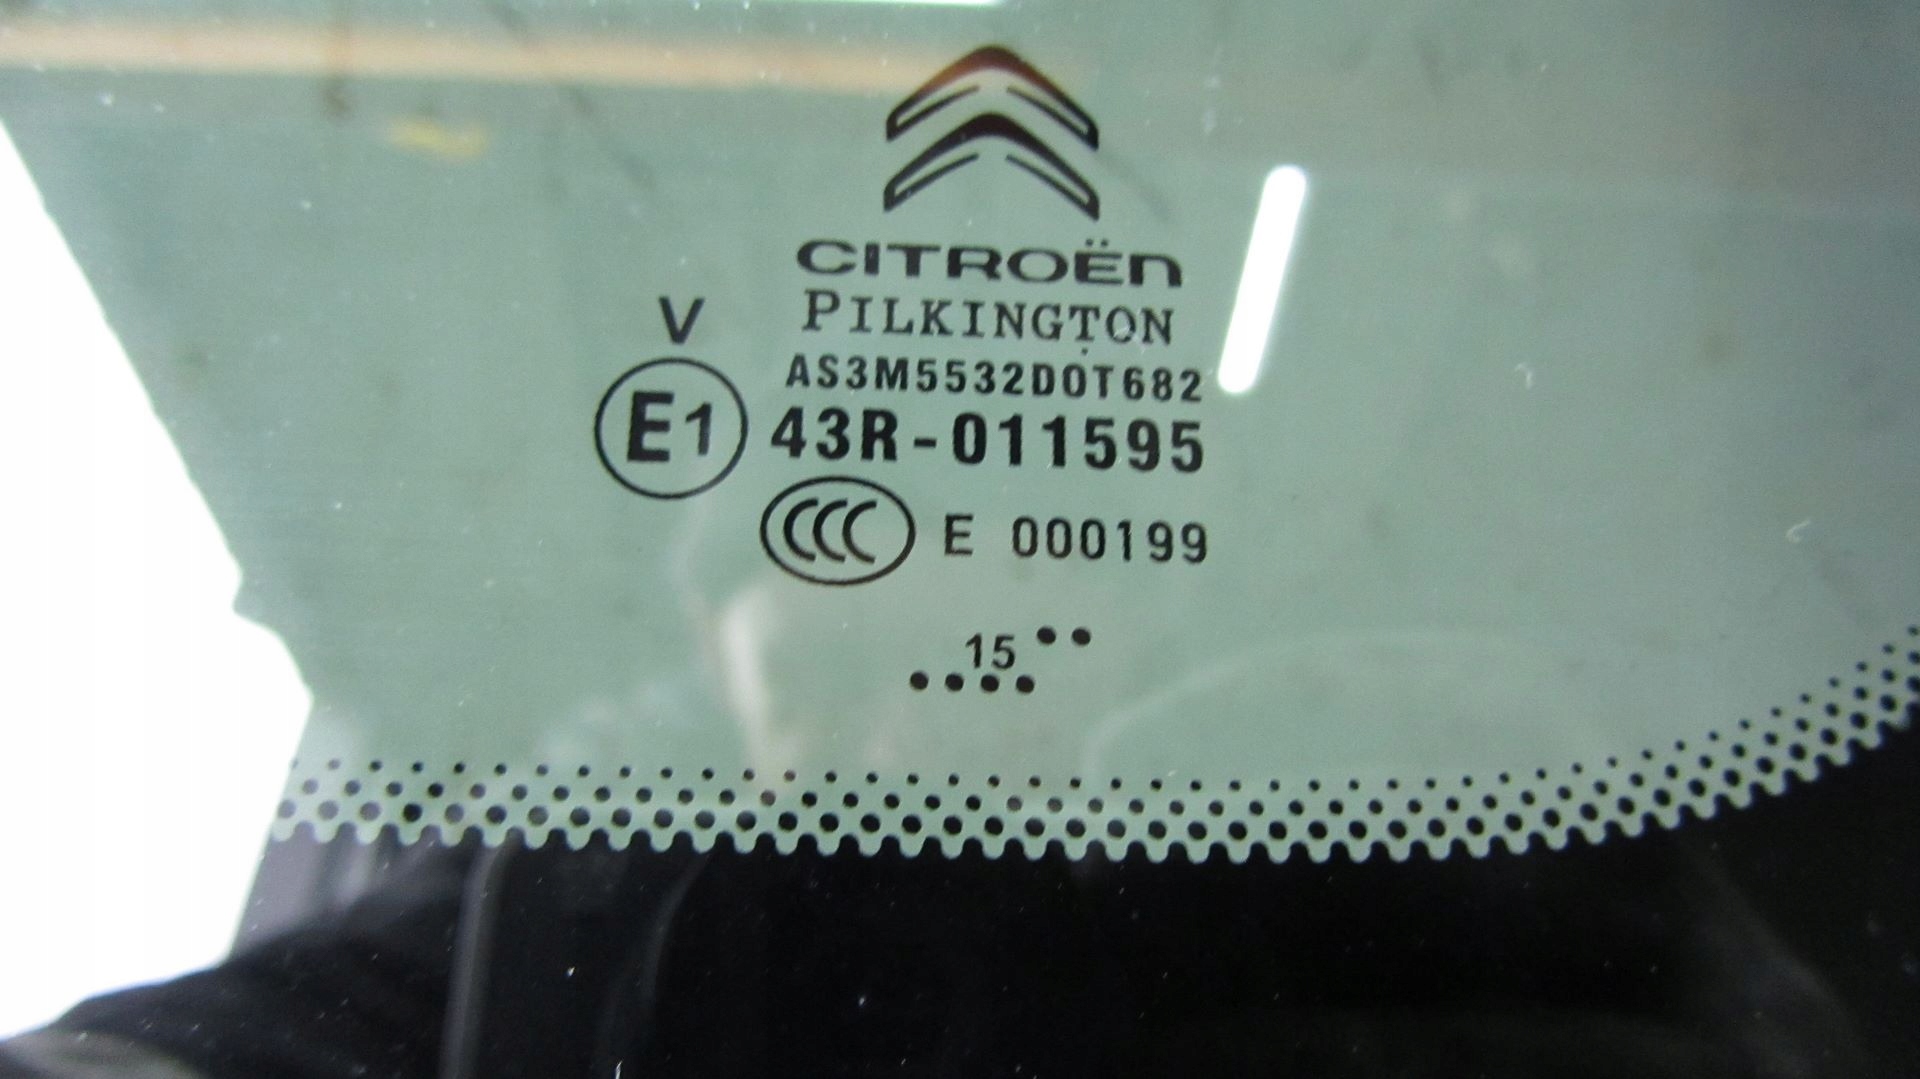 CITROËN
PILKINGTON
V
AS3M5532DOT682
E1 43R-011595
CCC E 000199
15